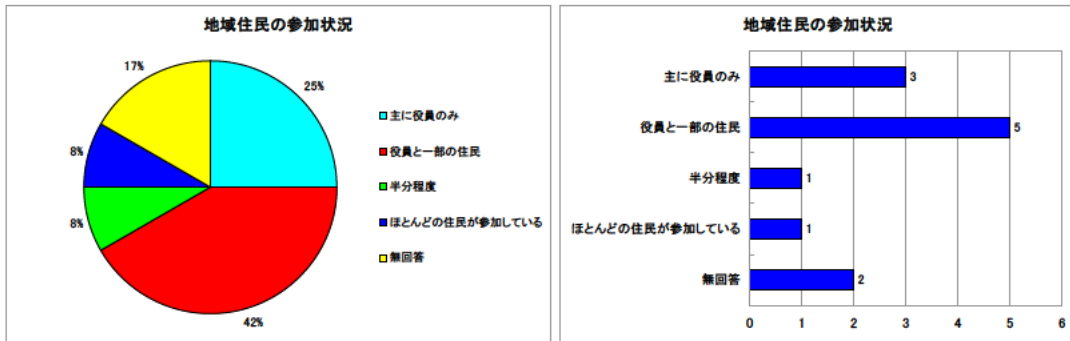 地域住民の参加状況
17%
25%
8%
8%
42%
主に役員のみ
役員と一部の住民
半分程度
ほとんどの住民が参加している
無回答
地域住民の参加状況
主に役員のみ
3
役員と一部の住民
5
半分程度
1
ほとんどの住民が参加している
1
無回答
2
0 1 2 3 4 5 6